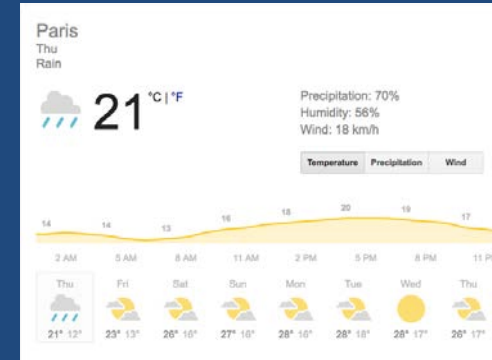 Paris
Thu
Rain
21 °C | °F
Precipitation: 70%
Humidity: 56%
Wind: 18 km/h
Temperature Precipitation Wind
14 14 13 16 18 20 19 17
2 AM 5 AM 8 AM 11 AM 2 PM 5 PM 8 PM 11 P
Thu Fri Sat Sun Mon Tue Wed Thu
21° 12° 23° 13° 26° 16° 27° 16° 28° 16° 28° 18° 28° 17° 26° 17°